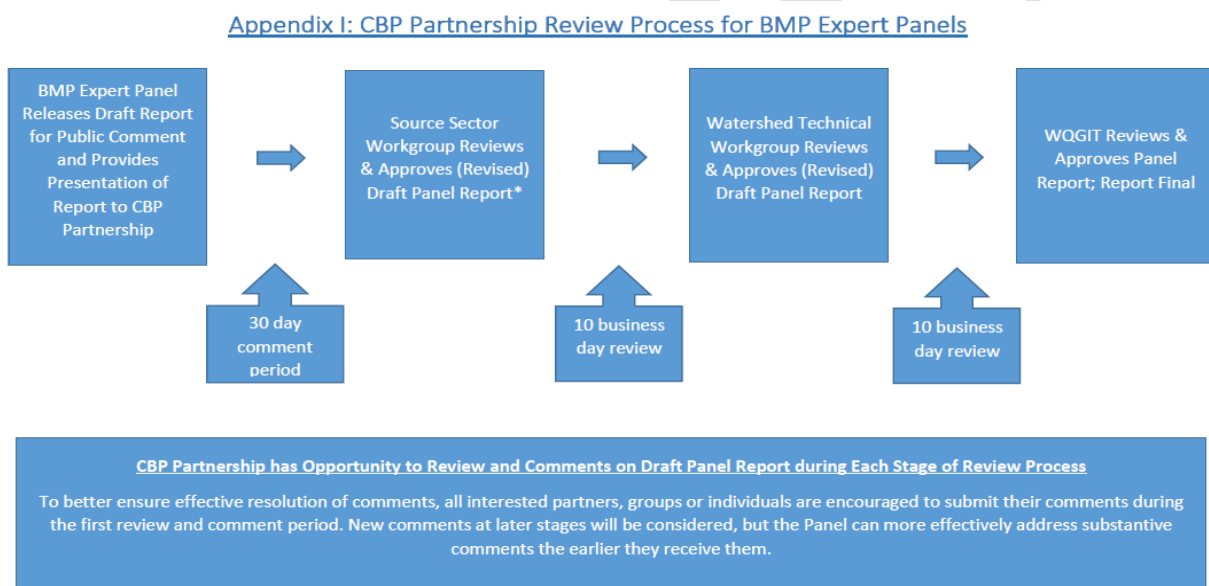 Appendix I: CBP Partnership Review Process for BMP Expert Panels
BMP Expert Panel
Releases Draft Report
for Public Comment
and Provides
Presentation of
Report to CBP
Partnership
Source Sector
Workgroup Reviews
& Approves (Revised)
Draft Panel Report*
Watershed Technical
Workgroup Reviews
& Approves (Revised)
Draft Panel Report
WQGIT Reviews &
Approves Panel
Report; Report Final
30 day
comment
period
10 business
day review
10 business
day review
CBP Partnership has Opportunity to Review and Comments on Draft Panel Report during Each Stage of Review Process
To better ensure effective resolution of comments, all interested partners, groups or individuals are encouraged to submit their comments during
the first review and comment period. New comments at later stages will be considered, but the Panel can more effectively address substantive
comments the earlier they receive them.